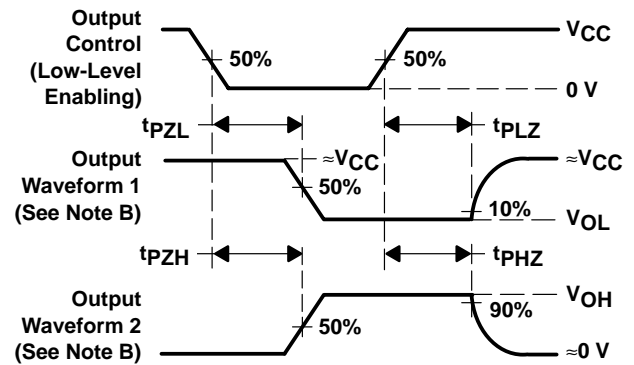 Output
Control
(Low-Level
Enabling)
50%
50%
VCC
0 V
tPZL
tPLZ
Output
Waveform 1
(See Note B)
≈VCC
50%
≈VCC
10%
VOL
tPZH
tPHZ
Output
Waveform 2
(See Note B)
50%
VOH
90%
≈0 V